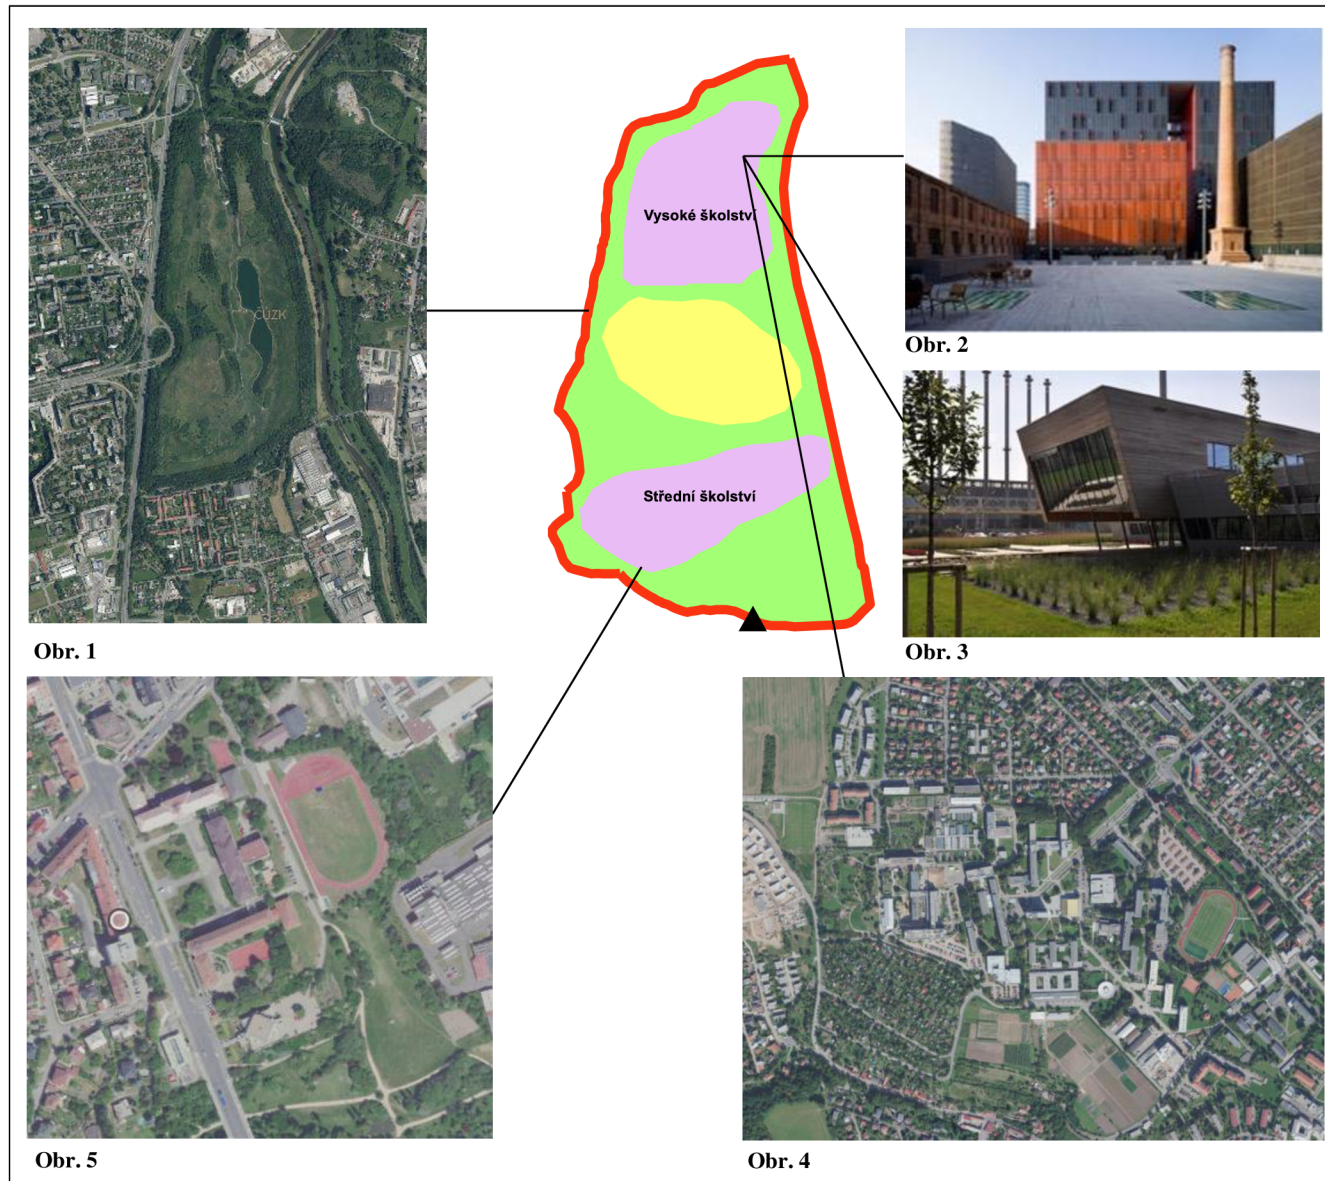 ČÚZK
Vysoké školství
Obr. 2
Střední školství
Obr. 1
Obr. 3
Obr. 5
Obr. 4